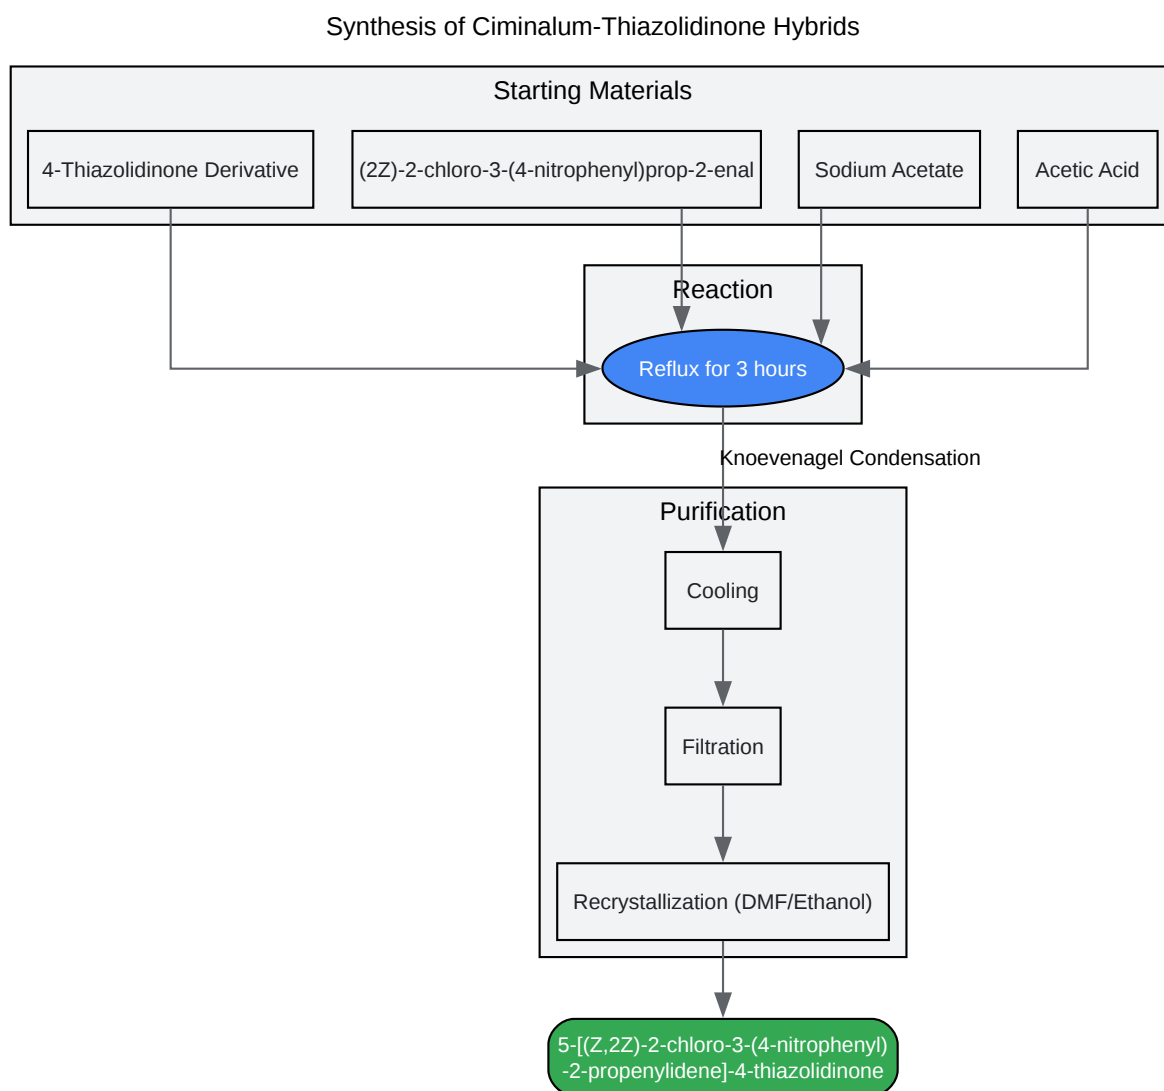 Synthesis of Ciminalum-Thiazolidinone Hybrids
Starting Materials
4-Thiazolidinone Derivative
(2Z)-2-chloro-3-(4-nitrophenyl)prop-2-enal
Sodium Acetate
Acetic Acid
Reaction
Reflux for 3 hours
Knoevenagel Condensation
Purification
Cooling
Filtration
Recrystallization (DMF/Ethanol)
5-[(Z,2Z)-2-chloro-3-(4-nitrophenyl)
-2-propenylidene]-4-thiazolidinone